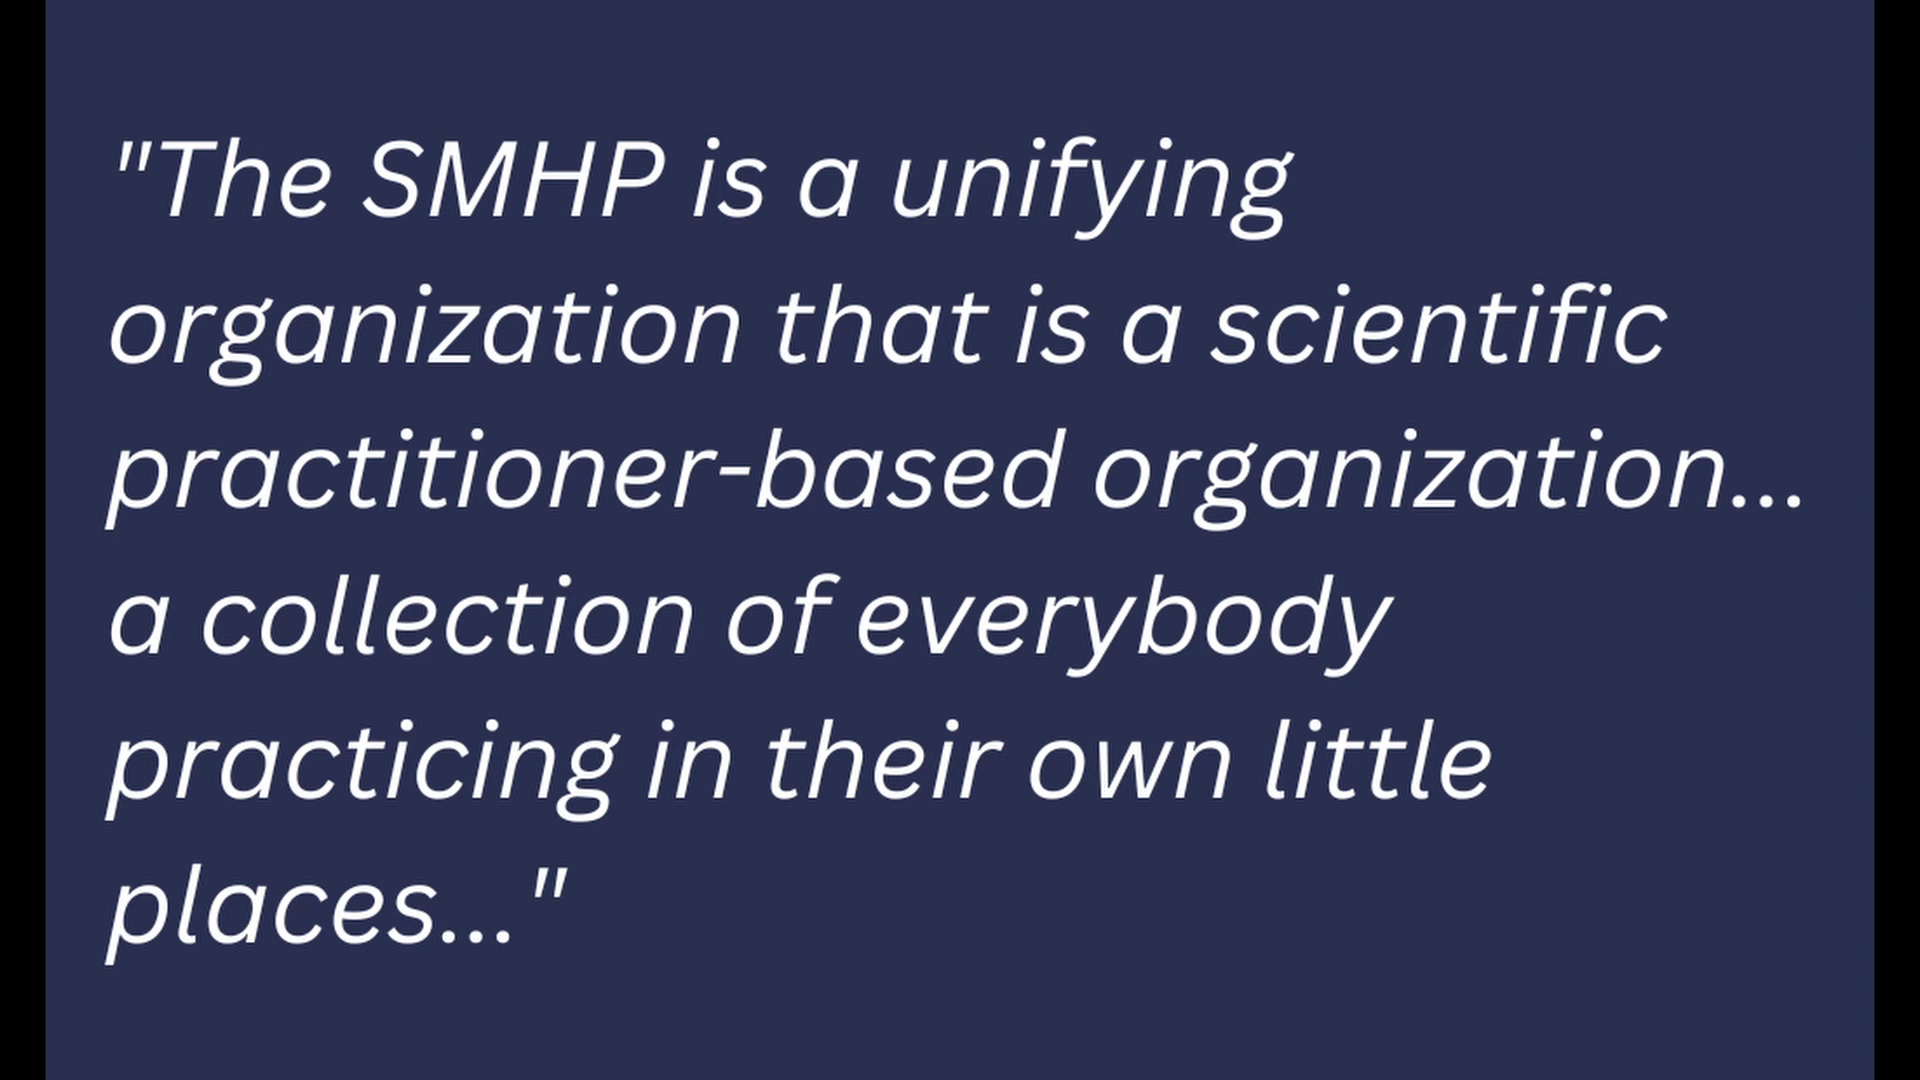 "The SMHP is a unifying
organization that is a scientific
practitioner-based organization...
a collection of everybody
practicing in their own little
places..."